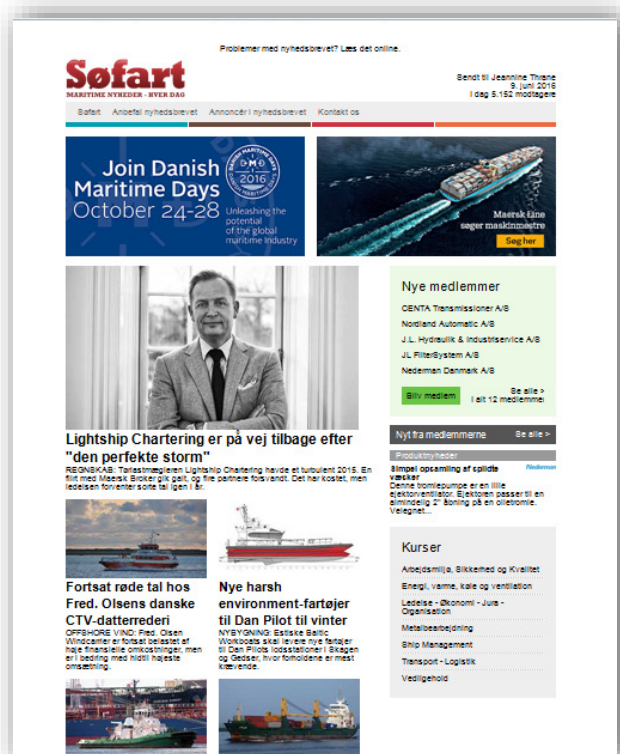 Problemer med nyhedsbrevet? Læs det online.
Søfart
MARITIME NYHEDER - HVER DAG
Sendt til Jeannine Thrane
9. juni 2016
I dag 5.152 modtagere
Søfart Anbefal nyhedsbrevet Annoncér i nyhedsbrevet Kontakt os
Join Danish
Maritime Days
October 24-28
DANISH MARITIME DAYS
DMD
2016
Unleashing the
potential
of the global
maritime Industry
Maersk Line
søger maskinmestre
Søg her
Lightship Chartering er på vej tilbage efter
"den perfekte storm"
REGNSKAB: Tørlastmægleren Lightship Chartering havde et turbulent 2015. En
flirt med Maersk Broker gik galt, og fire partnere forsvandt. Det har kostet, men
ledelsen forventer sorte tal igen i år.
Fortsat røde tal hos
Fred. Olsens danske
CTV-datterrederi
OFFSHORE VIND: Fred. Olsen
Windcarrier er fortsat belastet af
høje finansielle omkostninger, men
er i bedring med hidtil højeste
omsætning.
Nye harsh
environment-fartøjer
til Dan Pilot til vinter
NYBYGNING: Estiske Baltic
Workboats skal levere nye fartøjer
til Dan Pilots lodsstationer i Skagen
og Gedser, hvor forholdene er mest
krævende.
Nye medlemmer
CENTA Transmissioner A/S
Nordland Automatic A/S
J.L. Hydraulik & Industriservice A/S
JL FilterSystem A/S
Nederman Danmark A/S
Bliv medlem
Se alle >
I alt 12 medlemmer
Nyt fra medlemmerne Se alle >
Produktnyheder
Simpel opsamling af spildte
væsker
Nederman
Denne tromlepumpe er en lille
ejektorventilator. Ejektoren passer til en
almindelig 2" åbning på en olietromle.
Velegnet...
Kurser
Arbejdsmiljø, Sikkerhed og Kvalitet
Energi, varme, køle og ventilation
Ledelse - Økonomi - Jura -
Organisation
Metalbearbejdning
Ship Management
Transport - Logistik
Vedligehold